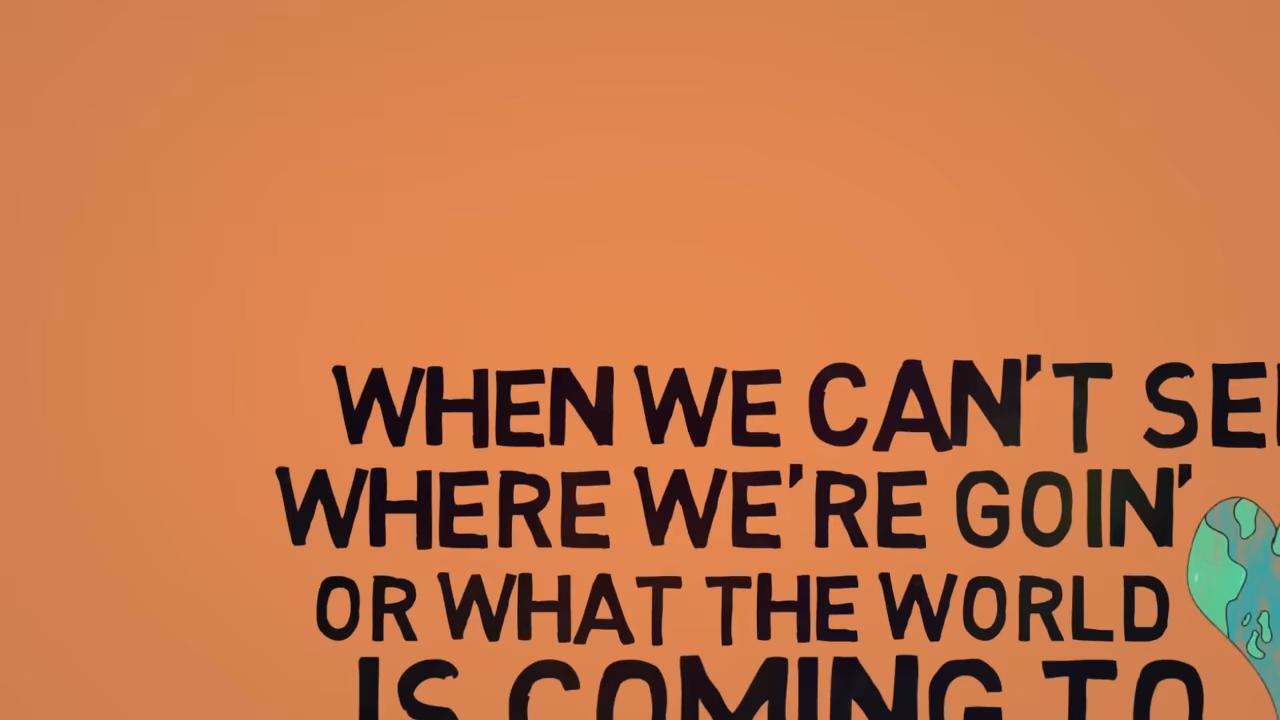 WHEN WE CAN'T SEE
WHERE WE'RE GOIN'
OR WHAT THE WORLD
IS COMING TO